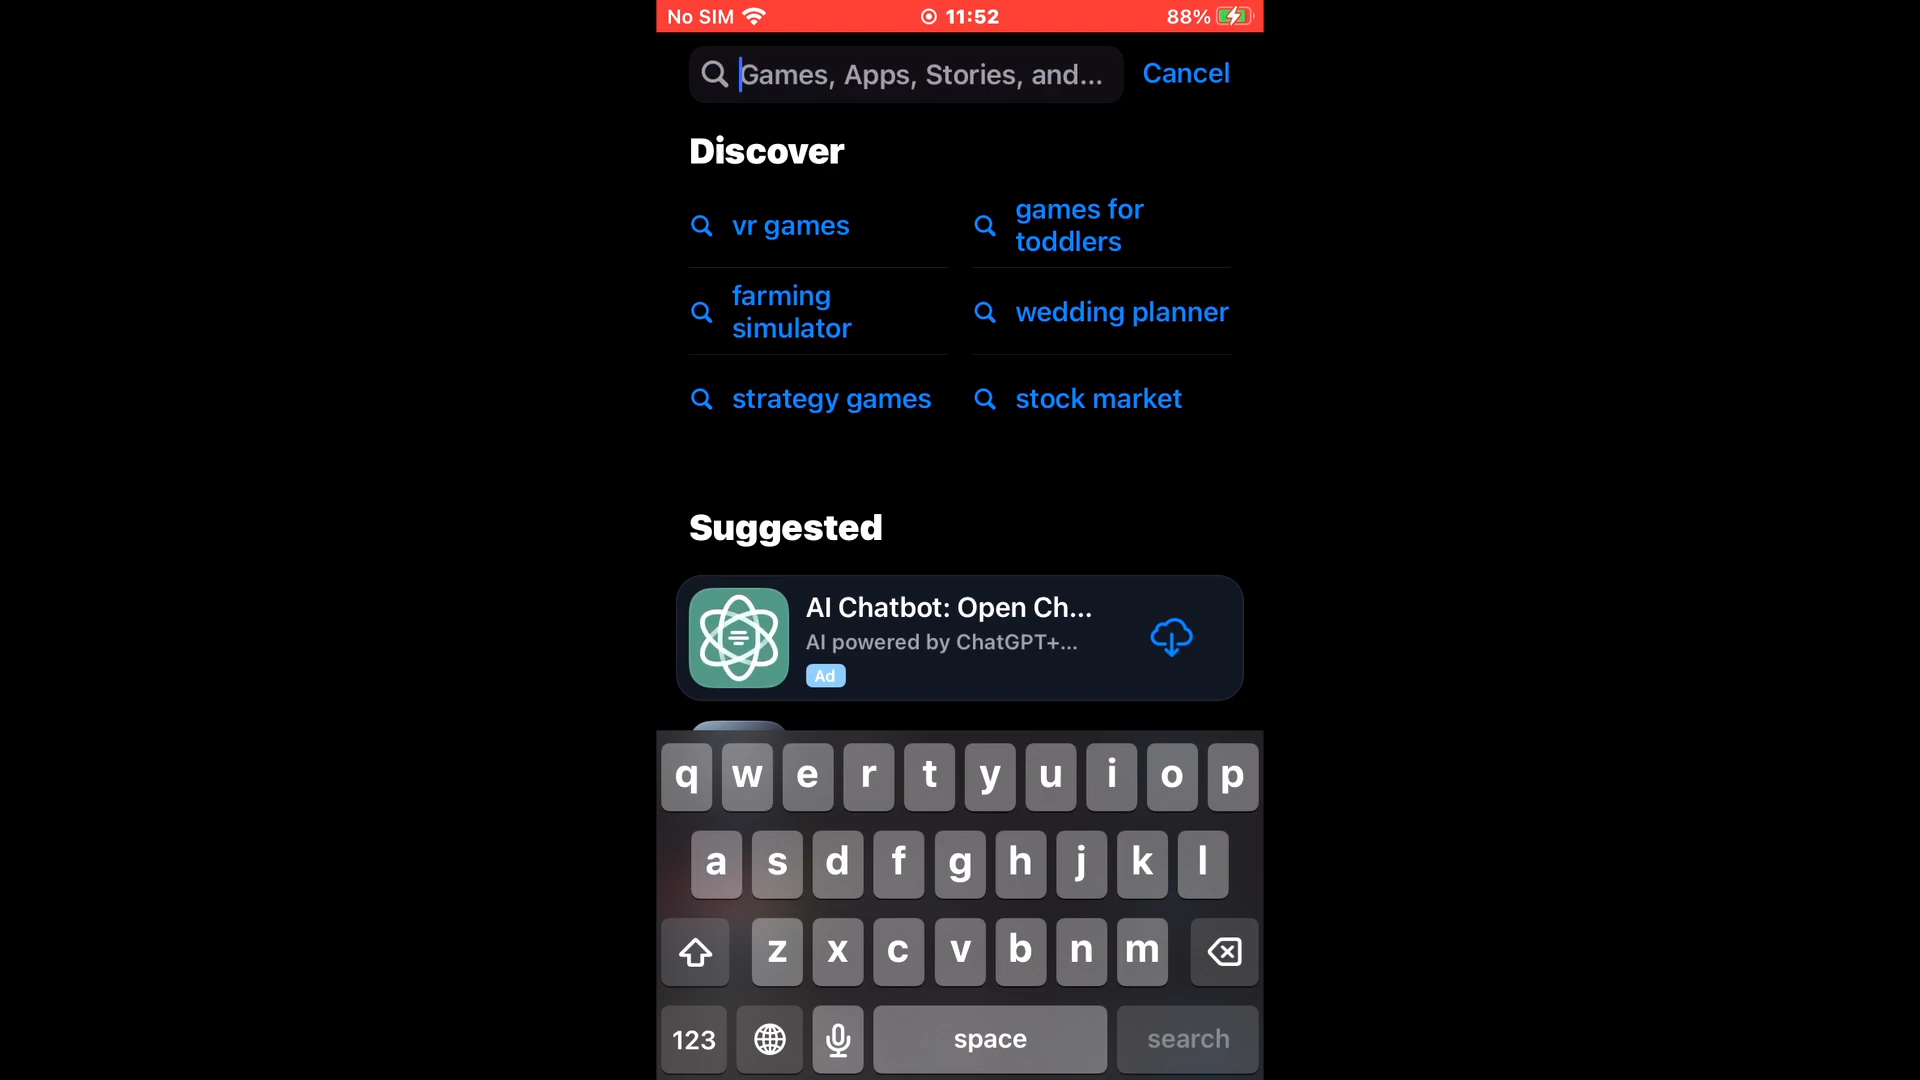 No SIM 11:52 88%
Games, Apps, Stories, and... Cancel
Discover
vr games
games for
toddlers
farming
simulator
wedding planner
strategy games
stock market
Suggested
AI Chatbot: Open Ch...
AI powered by ChatGPT+...
Ad
q w e r t y u i o p
a s d f g h j k l
z x c v b n m
123 space search